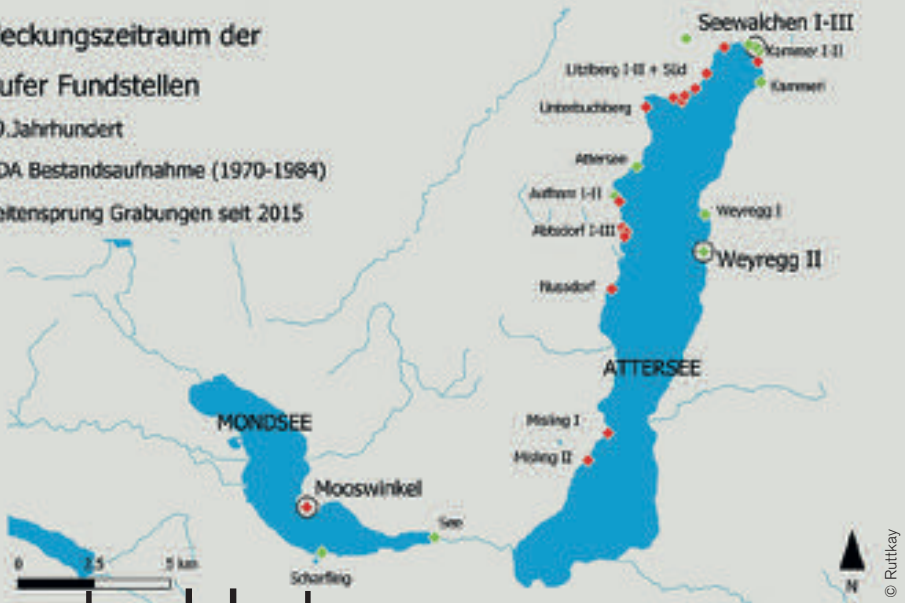 leckungszeitraum der
ufer Fundstellen
.Jahrhundert
DA Bestandsaufnahme (1970-1984)
eitensprung Grabungen seit 2015
Seewalchen I-III
Kammer I-II
Litzlberg I-III + Süd
Kammerl
Unterbuchberg
Attersee
Aufham I-II
Weyregg I
Abtsdorf I-III
Weyregg II
Nussdorf
ATTERSEE
MONDSEE
Misling I
Misling II
Mooswinkel
See
Scharfling
0 2.5 5 km
N
© Ruttkay